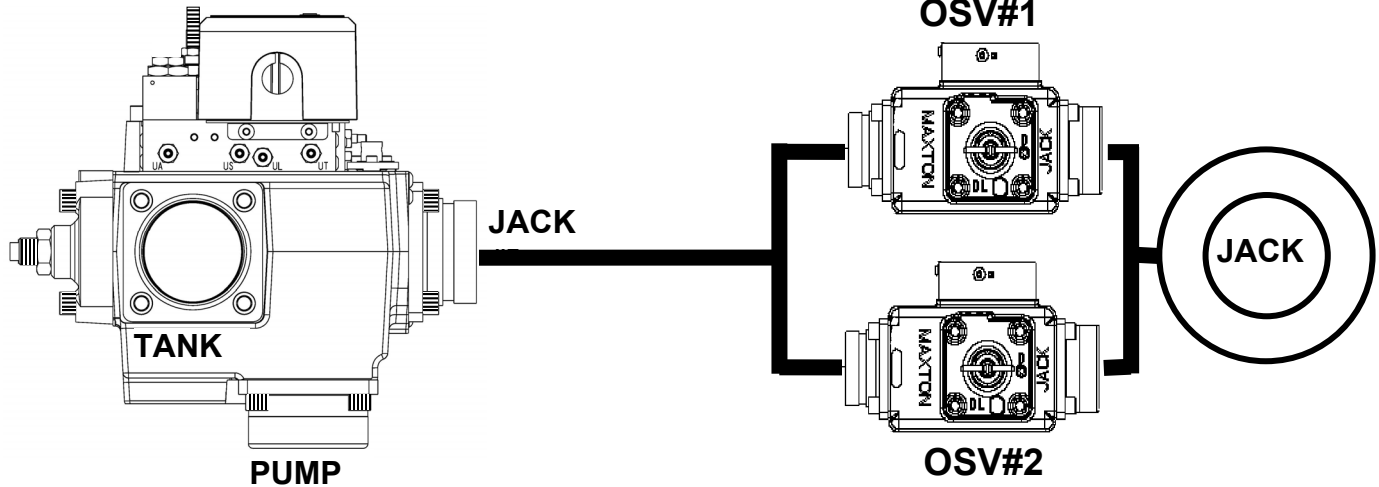 OSV#1
MAXTON
JACK
DL
UA
US
UL
UT
JACK
JACK
TANK
MAXTON
JACK
DL
PUMP
OSV#2